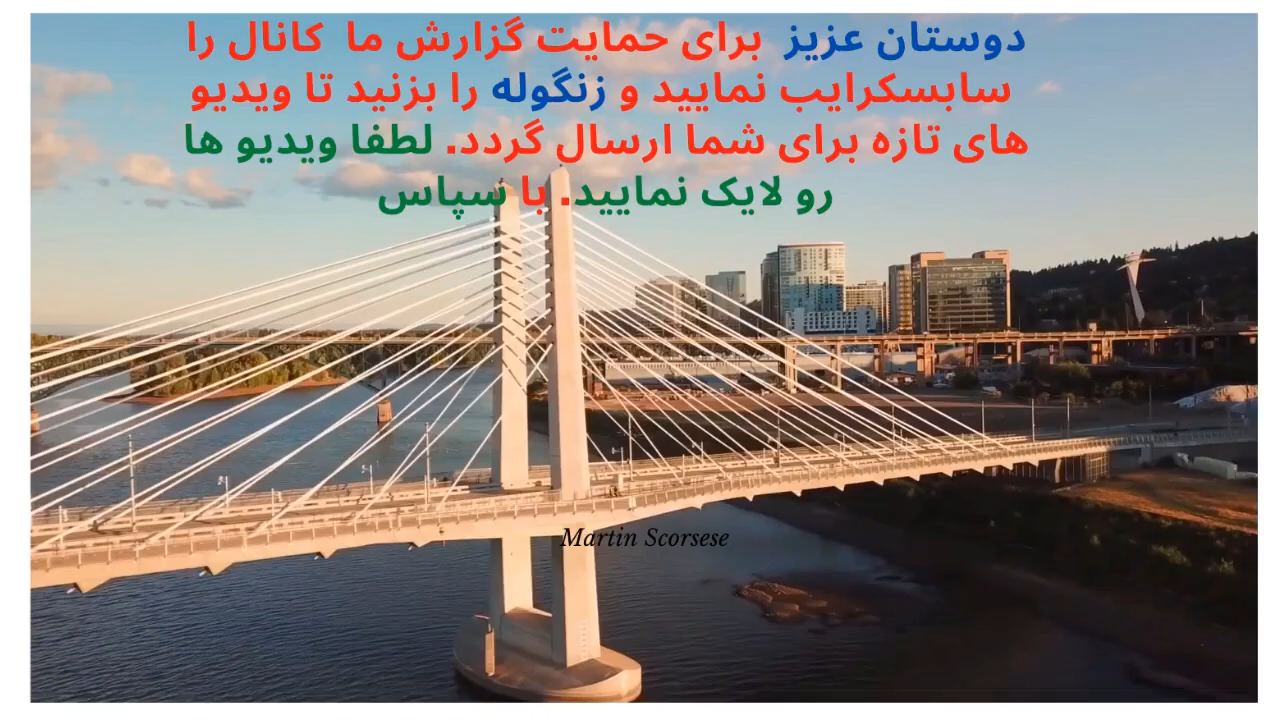 دوستان عزیز برای حمایت گزارش ما کانال را
سابسکرایب نمایید و زنگوله را بزنید تا ویدیو
های تازه برای شما ارسال گردد. لطفا ویدیو ها
رو لایک نمایید. با سپاس
Martin Scorsese